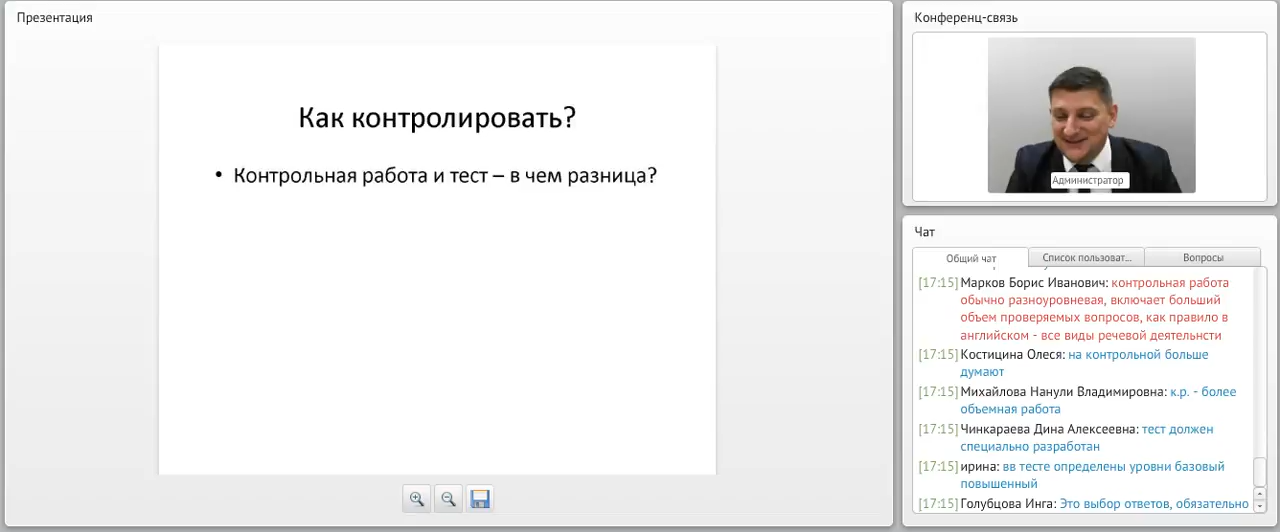 Презентация
Как контролировать?
• Контрольная работа и тест – в чем разница?
Конференц-связь
Администратор
Чат
Общий чат
Список пользоват...
Вопросы
[17:15] Марков Борис Иванович: контрольная работа
обычно разноуровневая, включает больший
объем проверяемых вопросов, как правило в
английском - все виды речевой деятельнсти
[17:15] Костицина Олеся: на контрольной больше
думают
[17:15] Михайлова Нанули Владимировна: к.р. - более
объемная работа
[17:15] Чинкараева Дина Алексеевна: тест должен
специально разработан
[17:15] ирина: вв тесте определены уровни базовый
повышенный
[17:15] Голубцова Инга: Это выбор ответов, обязательно